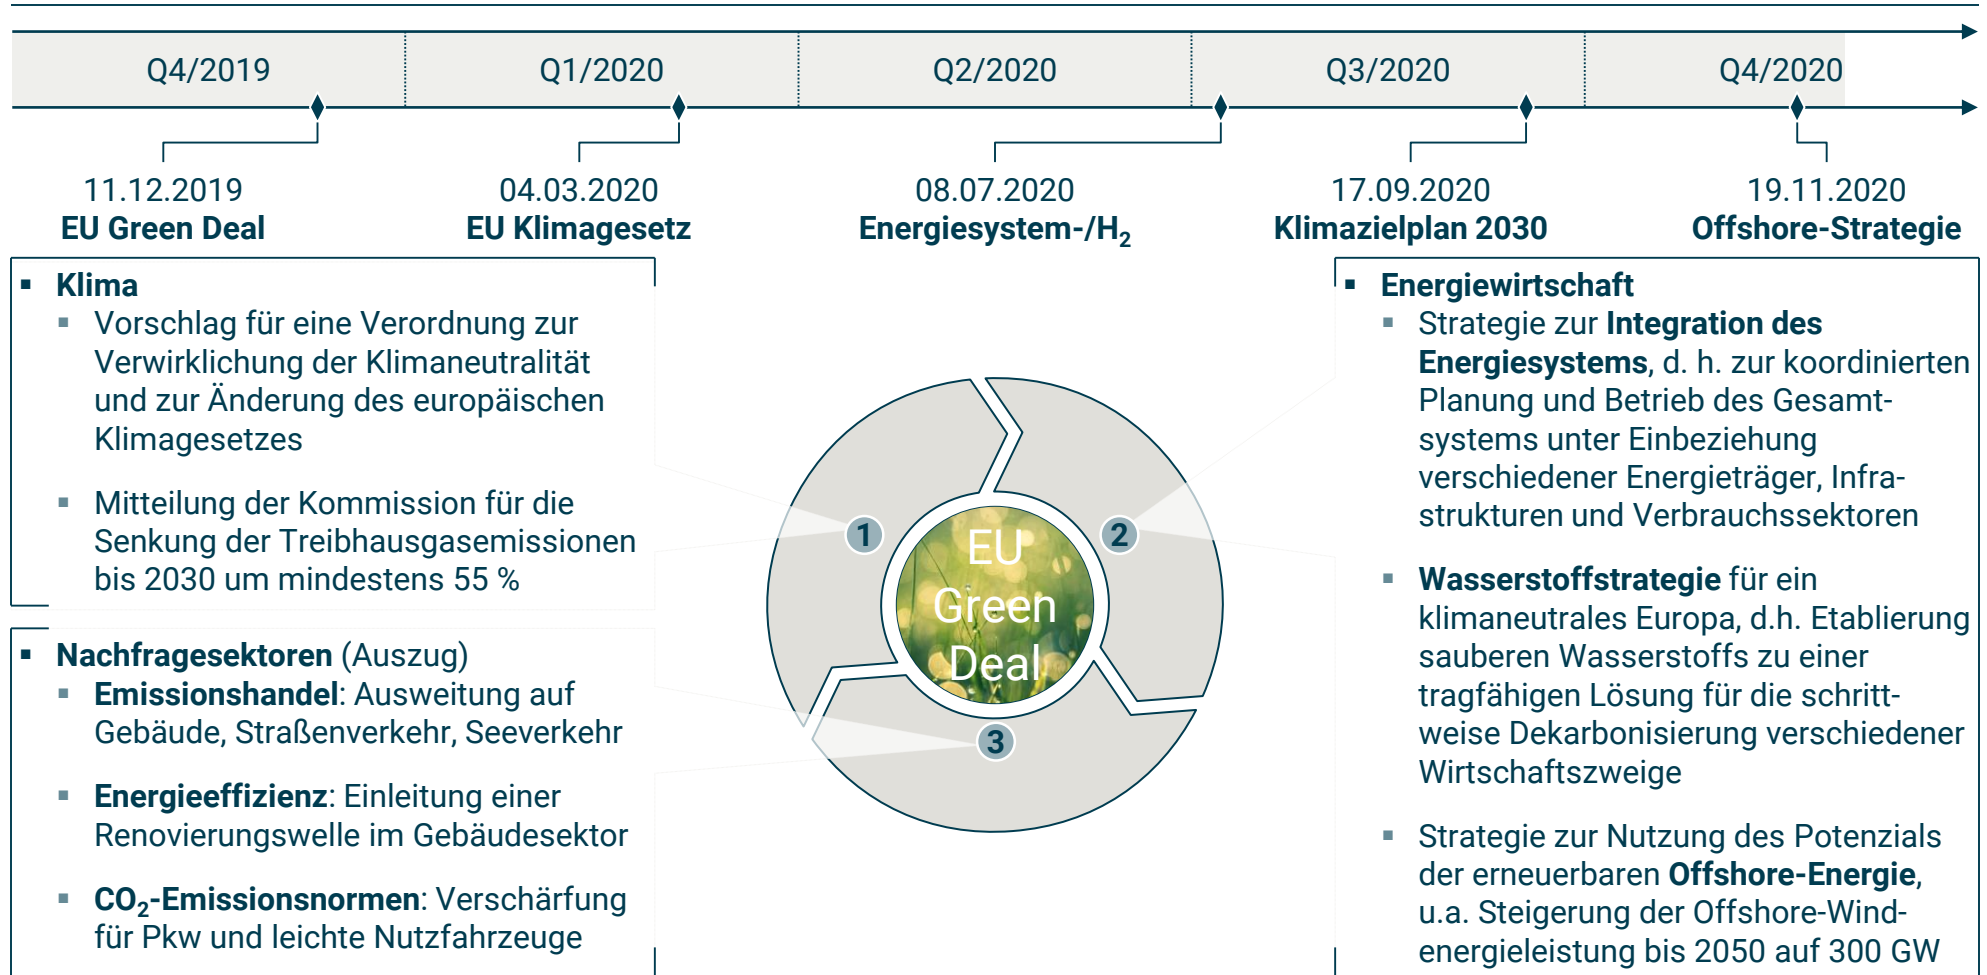 Q4/2019
Q1/2020
Q2/2020
Q3/2020
Q4/2020
11.12.2019
EU Green Deal
04.03.2020
EU Klimagesetz
08.07.2020
Energiesystem-/H₂
17.09.2020
Klimazielplan 2030
19.11.2020
Offshore-Strategie
▪ Klima
▪ Vorschlag für eine Verordnung zur
Verwirklichung der Klimaneutralität
und zur Änderung des europäischen
Klimagesetzes
▪ Mitteilung der Kommission für die
Senkung der Treibhausgasemissionen
bis 2030 um mindestens 55 %
▪ Nachfragesektoren (Auszug)
▪ Emissionshandel: Ausweitung auf
Gebäude, Straßenverkehr, Seeverkehr
▪ Energieeffizienz: Einleitung einer
Renovierungswelle im Gebäudesektor
▪ CO₂-Emissionsnormen: Verschärfung
für Pkw und leichte Nutzfahrzeuge
1
2
3
EU
Green
Deal
▪ Energiewirtschaft
▪ Strategie zur Integration des
Energiesystems, d. h. zur koordinierten
Planung und Betrieb des Gesamt-
systems unter Einbeziehung
verschiedener Energieträger, Infra-
strukturen und Verbrauchssektoren
▪ Wasserstoffstrategie für ein
klimaneutrales Europa, d.h. Etablierung
sauberen Wasserstoffs zu einer
tragfähigen Lösung für die schritt-
weise Dekarbonisierung verschiedener
Wirtschaftszweige
▪ Strategie zur Nutzung des Potenzials
der erneuerbaren Offshore-Energie,
u.a. Steigerung der Offshore-Wind-
energieleistung bis 2050 auf 300 GW